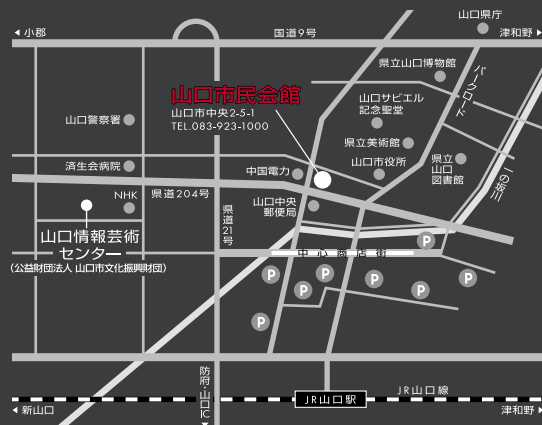 山口県庁
小郡
国道9号
津和野
県立山口博物館
パークロード
山口市民会館
山口市中央2-5-1
TEL.083-923-1000
山口サビエル
記念聖堂
山口警察署
県立美術館
済生会病院
中国電力
山口市役所
県立
山口
図書館
一の坂川
NHK
県道204号
山口中央
郵便局
県道21号
山口情報芸術
センター
(公益財団法人 山口市文化振興財団)
中心商店街
P
P
P
P
P
P
P
P
防府·山口IC
JR山口駅
JR山口線
新山口
津和野